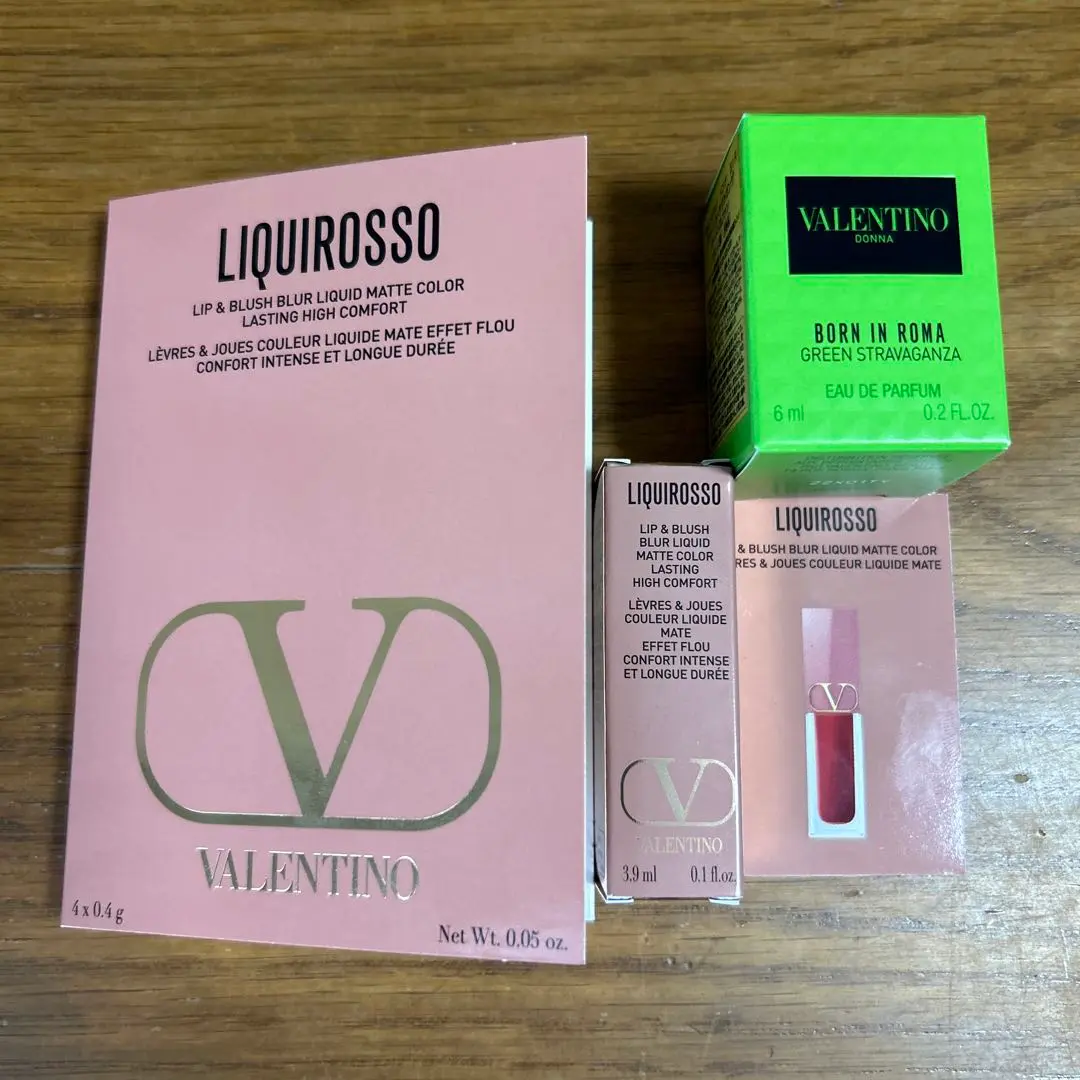 LIQUIROSSO
LIP & BLUSH BLUR LIQUID MATTE COLOR
LASTING HIGH COMFORT
LÈVRES & JOUES COULEUR LIQUIDE MATE EFFET FLOU
CONFORT INTENSE ET LONGUE DURÉE
V
VALENTINO
4 x 0.4 g
Net Wt. 0.05 oz.
VALENTINO
DONNA
BORN IN ROMA
GREEN STRAVAGANZA
EAU DE PARFUM
6 ml
0.2 FL.OZ.
LIQUIROSSO
LIP & BLUSH
BLUR LIQUID
MATTE COLOR
LASTING
HIGH COMFORT
LÈVRES & JOUES
COULEUR LIQUIDE
MATE
EFFET FLOU
CONFORT INTENSE
ET LONGUE DURÉE
V
VALENTINO
3.9 ml
0.1 fl.oz.
LIQUIROSSO
& BLUSH BLUR LIQUID MATTE COLOR
RES & JOUES COULEUR LIQUIDE MATE
V